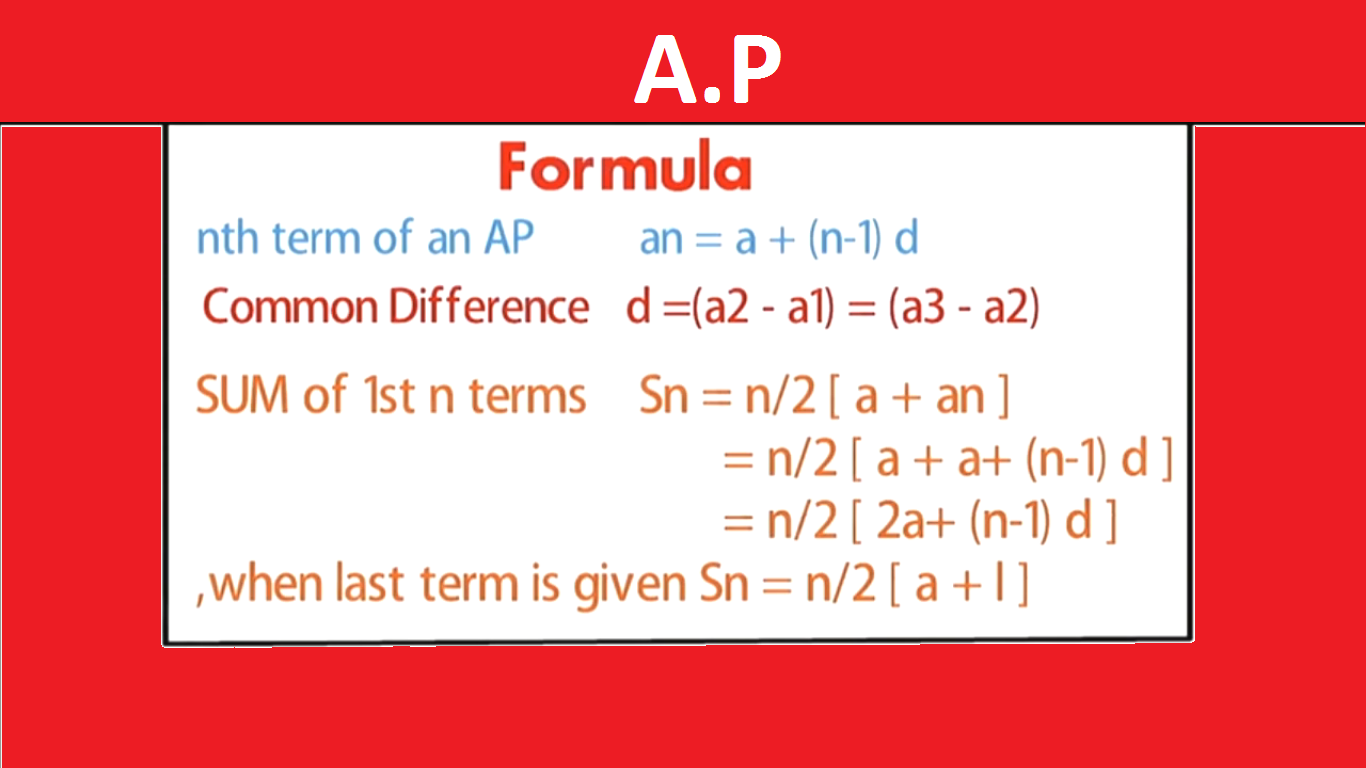 A.P
Formula
nth term of an AP an = a + (n-1) d
Common Difference d =(a2 - a1) = (a3 - a2)
SUM of 1st n terms Sn = n/2 [ a + an ]
= n/2 [ a + a+ (n-1) d ]
= n/2 [ 2a+ (n-1) d ]
,when last term is given Sn = n/2 [ a + l ]